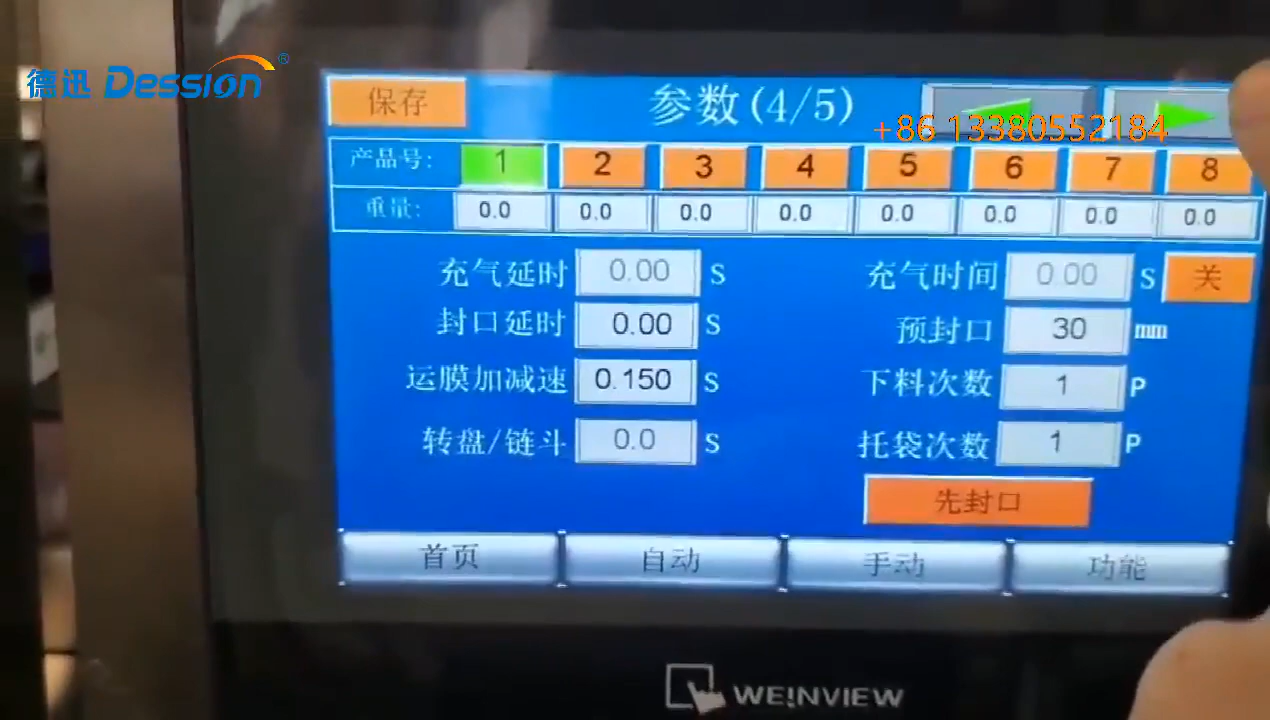 德迅 Dession®
保存 参数(4/5)
+86 13380552184
产品号: 1 2 3 4 5 6 7 8
重量: 0.0 0.0 0.0 0.0 0.0 0.0 0.0 0.0
充气延时 0.00 S 充气时间 0.00 S 关
封口延时 0.00 S 预封口 30 mm
运膜加减速 0.150 S 下料次数 1 P
转盘/链斗 0.0 S 托袋次数 1 P
先封口
首页 自动 手动 功能
WE!NVIEW